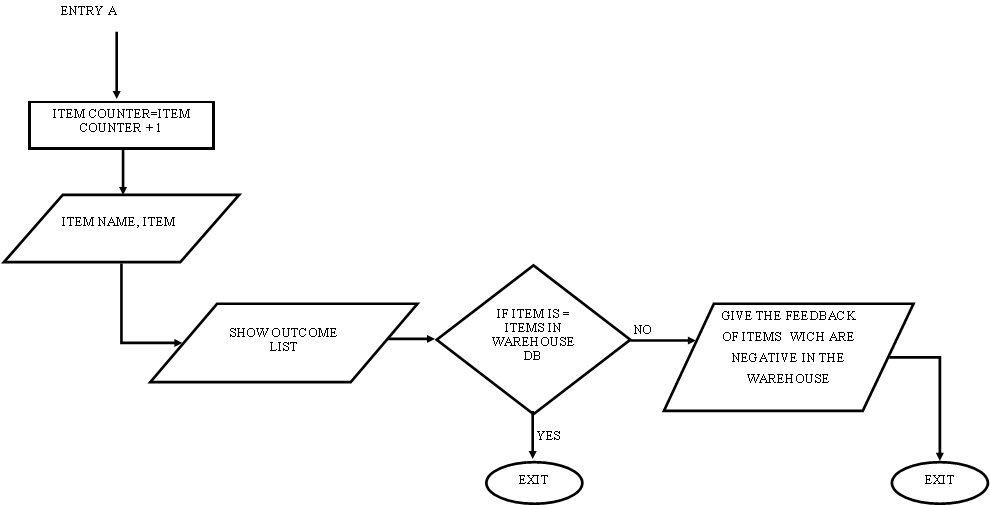 ENTRY A
ITEM COUNTER=ITEM
COUNTER + 1
ITEM NAME, ITEM
SHOW OUTCOME
LIST
IF ITEM IS =
ITEMS IN
WAREHOUSE
DB
NO
YES
EXIT
GIVE THE FEEDBACK
OF ITEMS WICH ARE
NEGATIVE IN THE
WAREHOUSE
EXIT